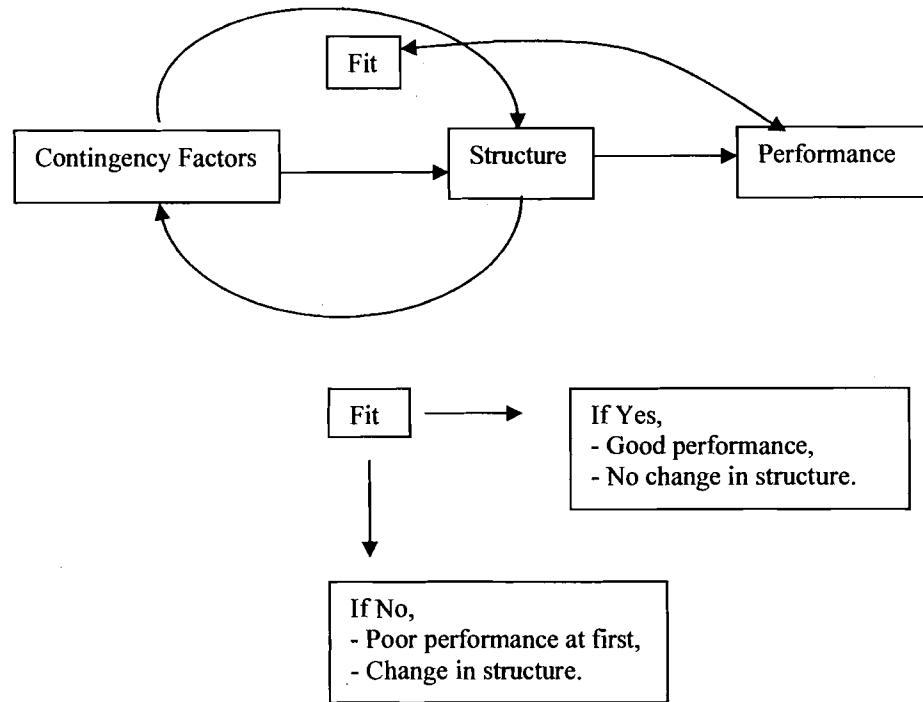 Fit
Contingency Factors
Structure
Performance
Fit
If Yes,
- Good performance,
- No change in structure.
If No,
- Poor performance at first,
- Change in structure.